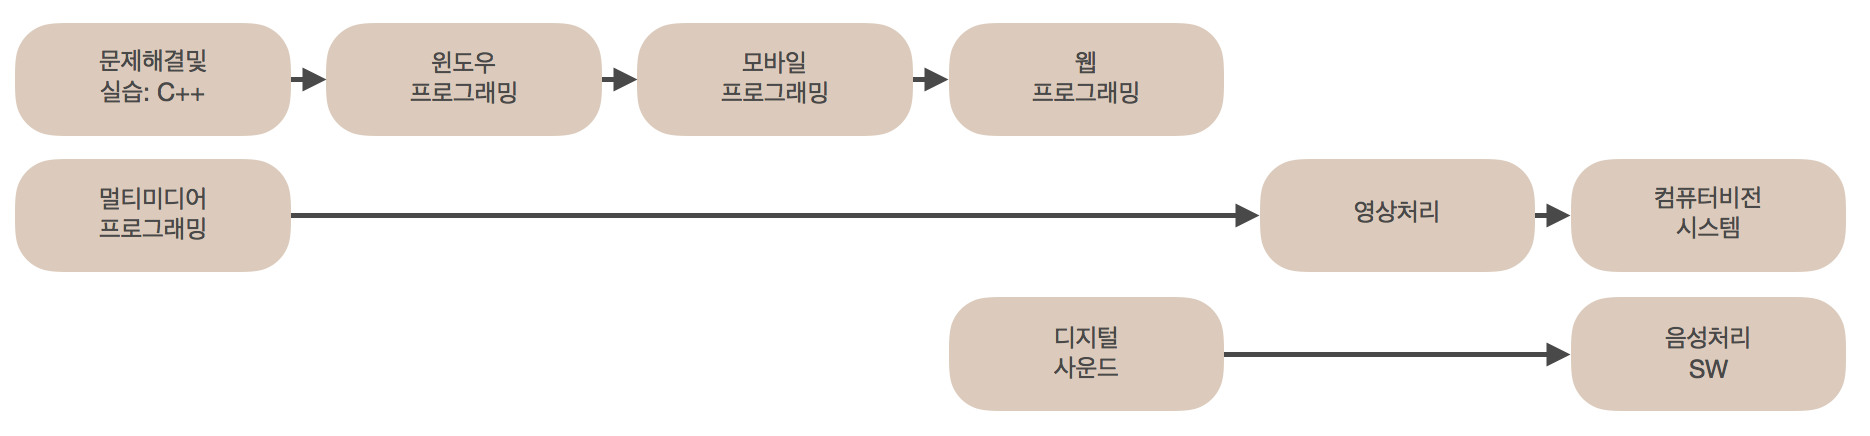 문제해결및
실습: C++
윈도우
프로그래밍
모바일
프로그래밍
웹
프로그래밍
멀티미디어
프로그래밍
영상처리
컴퓨터비전
시스템
디지털
사운드
음성처리
SW